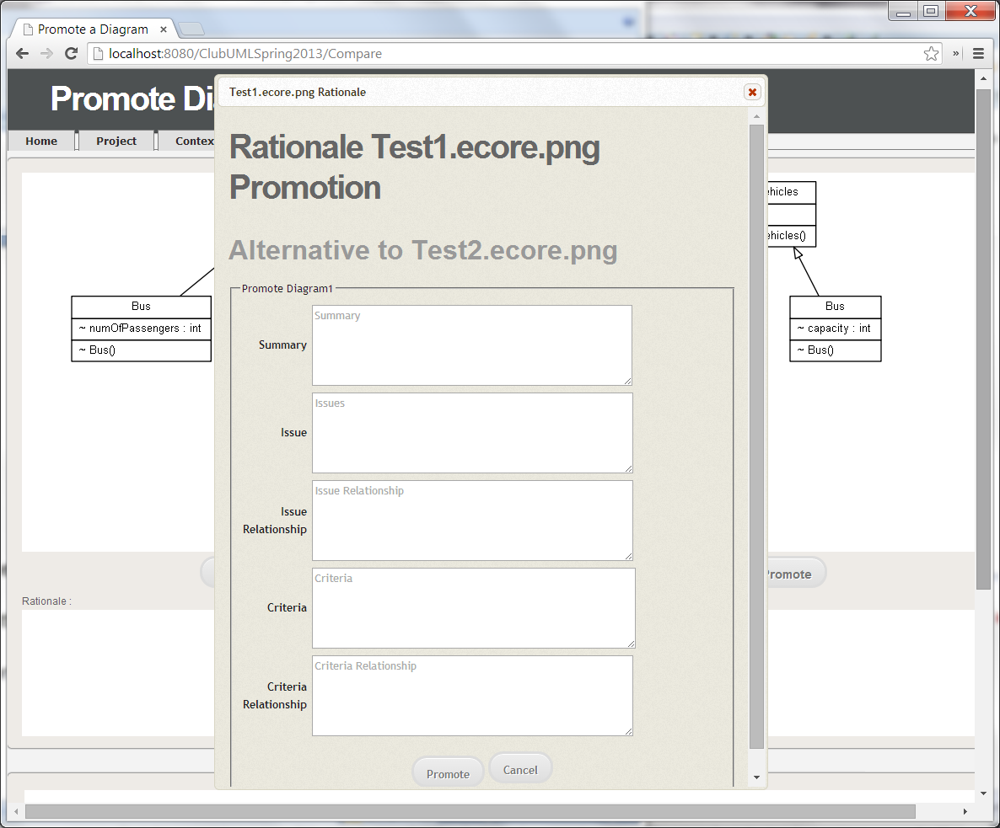 Promote a Diagram
localhost:8080/ClubUMLSpring2013/Compare
»
Promote Di
Home Project Contex
Test1.ecore.png Rationale
Rationale Test1.ecore.png
Promotion
Alternative to Test2.ecore.png
Promote Diagram1
Summary
Summary
Issue
Issues
Issue
Relationship
Issue Relationship
Criteria
Criteria
Criteria
Relationship
Criteria Relationship
Promote Cancel
Bus
~ numOfPassengers : int
~ Bus()
ehicles
ehicles()
Bus
~ capacity : int
~ Bus()
Promote
Rationale :